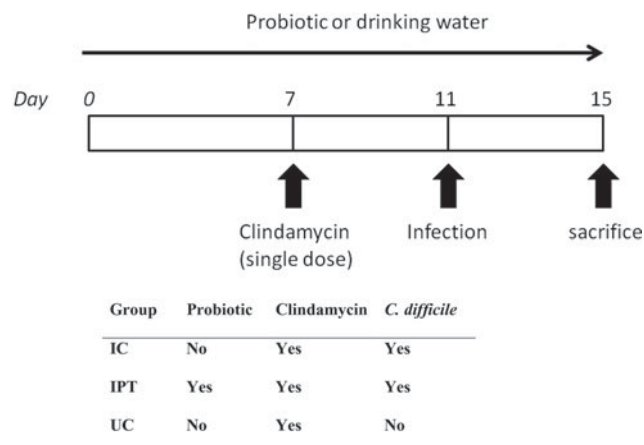 Probiotic or drinking water
Day 0 7 11 15
Clindamycin Infection sacrifice
(single dose)
Group Probiotic Clindamycin C. difficile
IC No Yes Yes
IPT Yes Yes Yes
UC No Yes No